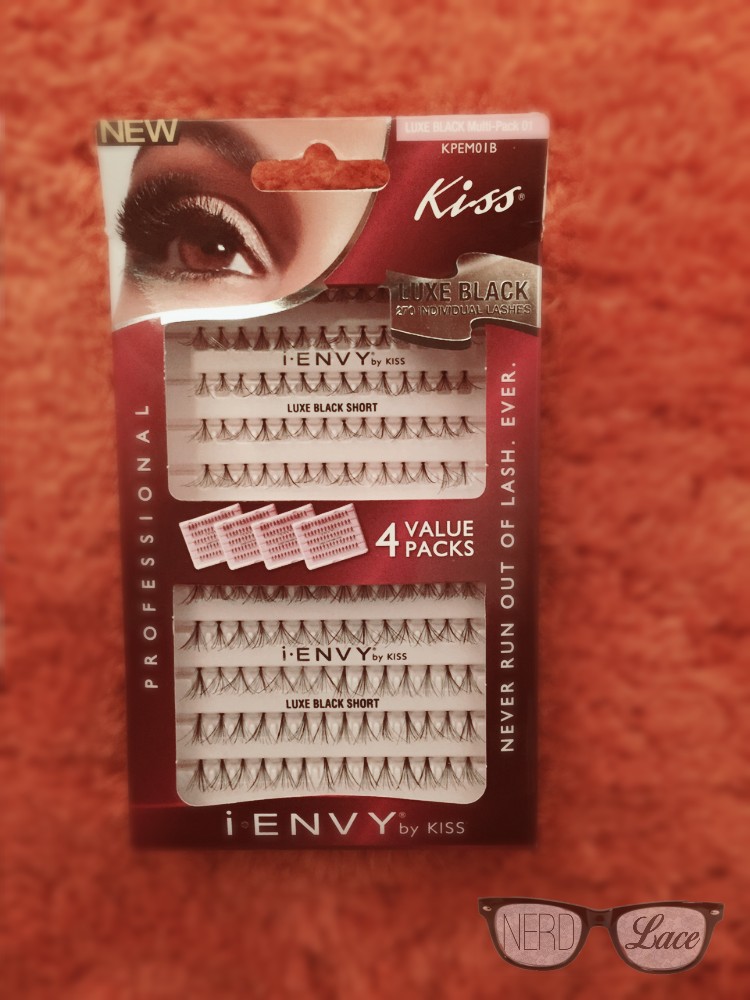 NEW
LUXE BLACK Multi-Pack 01
KPEM01B
Kiss®
LUXE BLACK
270 INDIVIDUAL LASHES
i·ENVY® by KISS
LUXE BLACK SHORT
PROFESSIONAL
NEVER RUN OUT OF LASH. EVER.
4 VALUE
PACKS
i·ENVY® by KISS
LUXE BLACK SHORT
i·ENVY® by KISS
NERD Lace